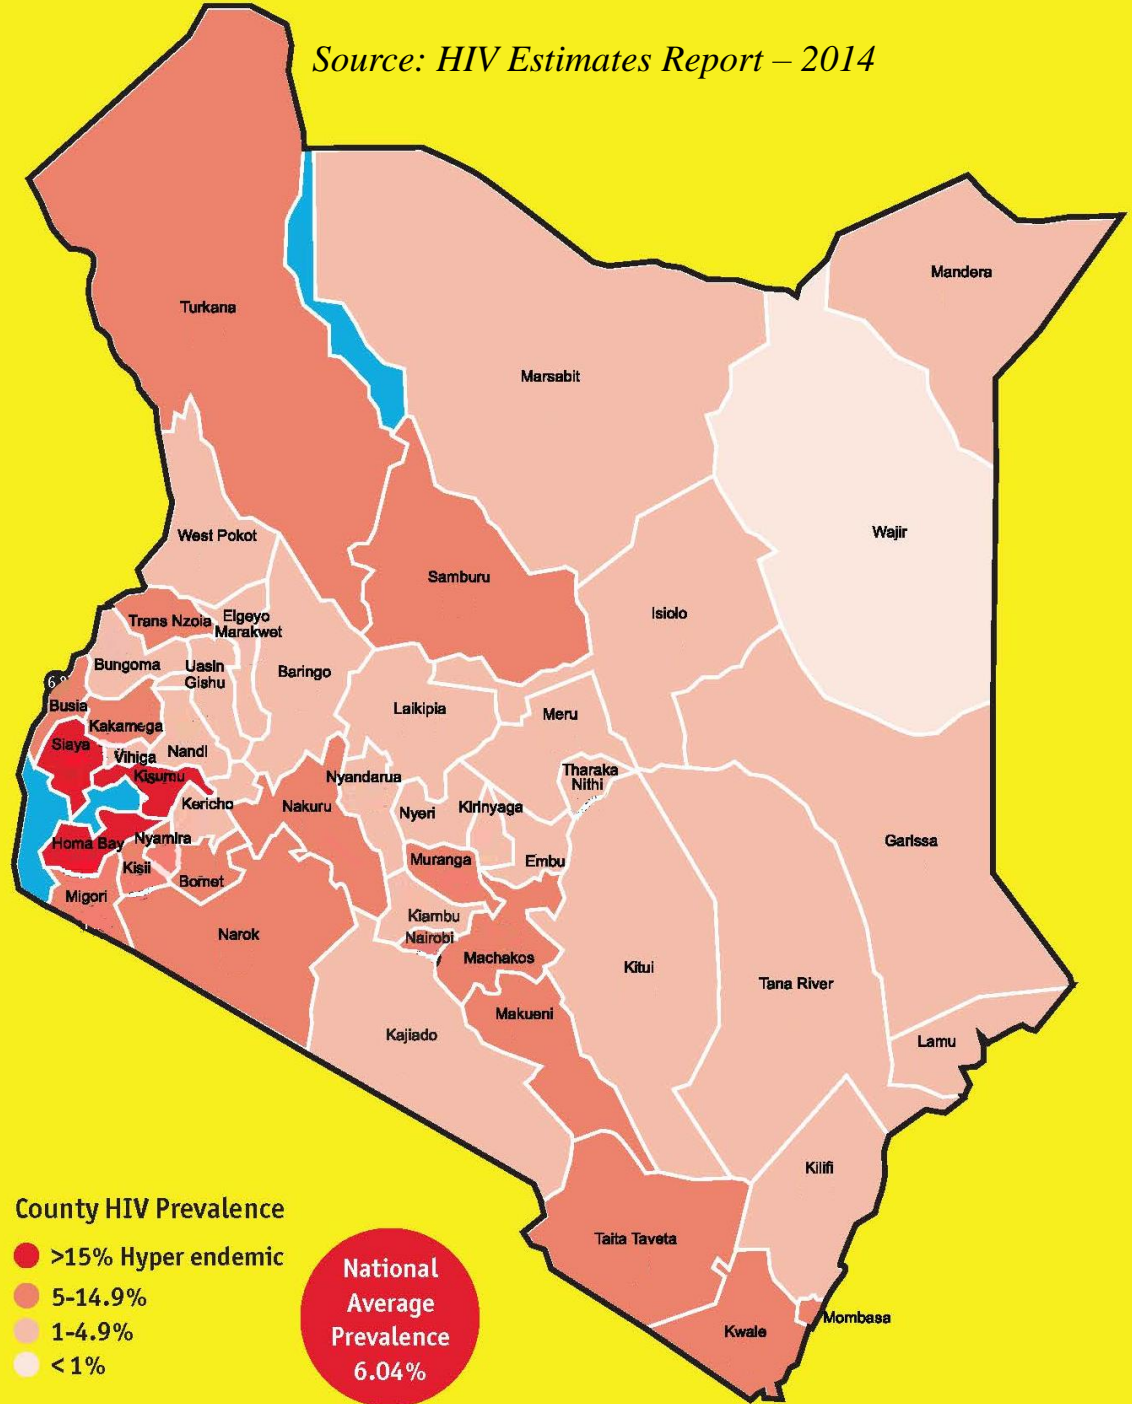 Source: HIV Estimates Report – 2014
Mandera
Turkana
Marsabit
Wajir
West Pokot
Samburu
Isiolo
Trans Nzoia
Elgeyo
Marakwet
Bungoma
Uasin
Gishu
Baringo
Busia
Laikipia
Meru
Kakamega
Siaya
Vihiga
Nandi
Kisumu
Nyandarua
Tharaka
Nithi
Kericho
Nakuru
Nyeri
Kirinyaga
Homa Bay
Nyamira
Garissa
Kisii
Bomet
Muranga
Embu
Migori
Kiambu
Narok
Nairobi
Machakos
Kitui
Tana River
Makueni
Kajiado
Lamu
Kilifi
Taita Taveta
Kwale
Mombasa
County HIV Prevalence
>15% Hyper endemic
5-14.9%
1-4.9%
< 1%
National
Average
Prevalence
6.04%